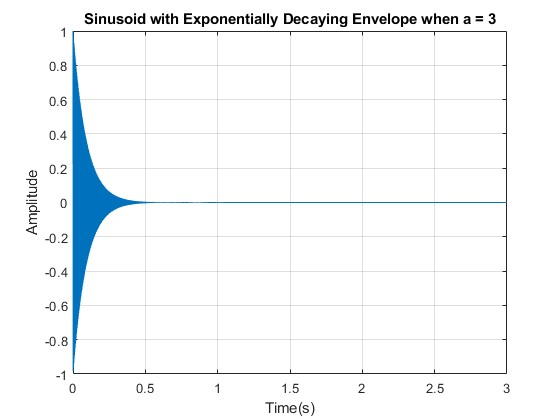 Sinusoid with Exponentially Decaying Envelope when a = 3
1
0.8
0.6
0.4
0.2
0
-0.2
-0.4
-0.6
-0.8
-1
Amplitude
0 0.5 1 1.5 2 2.5 3
Time(s)